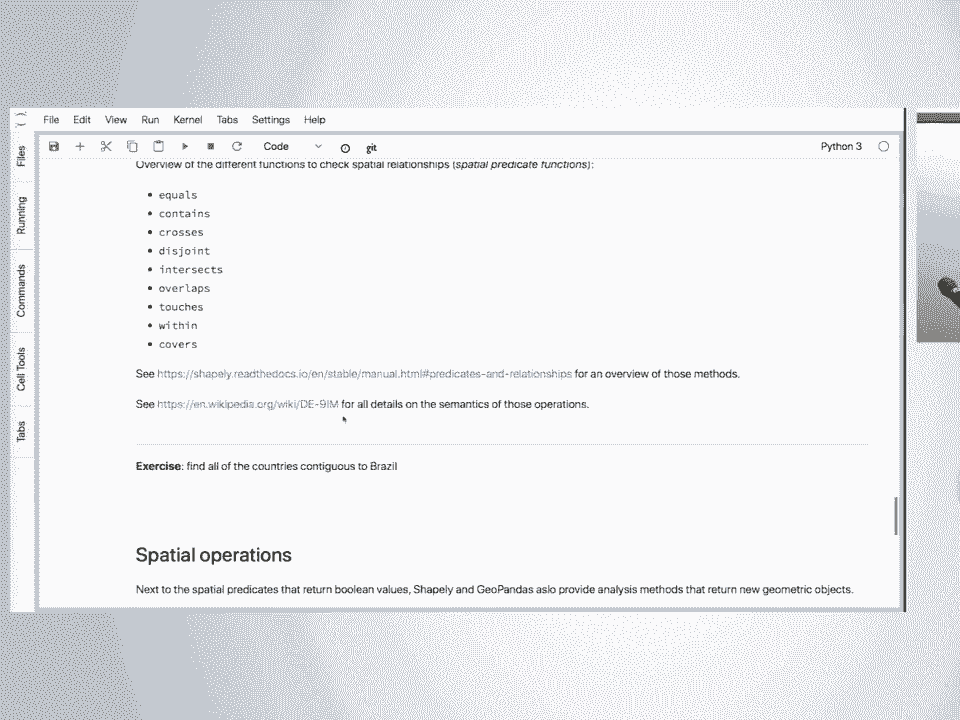 File Edit View Run Kernel Tabs Settings Help
Code git Python 3
Files
Running
Commands
Cell Tools
Tabs
Overview of the different functions to check spatial relationships (spatial predicate functions):
equals
contains
crosses
disjoint
intersects
overlaps
touches
within
covers
See https://shapely.readthedocs.io/en/stable/manual.html#predicates-and-relationships for an overview of those methods.
See https://en.wikipedia.org/wiki/DE-9IM for all details on the semantics of those operations.
Exercise: find all of the countries contiguous to Brazil
Spatial operations
Next to the spatial predicates that return boolean values, Shapely and GeoPandas aslo provide analysis methods that return new geometric objects.